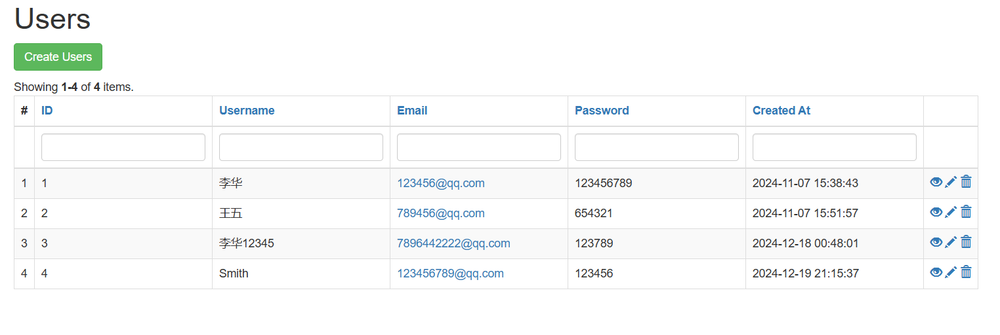 Users
Create Users
Showing 1-4 of 4 items.
# ID Username Email Password Created At
1 1 李华 123456@qq.com 123456789 2024-11-07 15:38:43
2 2 王五 789456@qq.com 654321 2024-11-07 15:51:57
3 3 李华12345 7896442222@qq.com 123789 2024-12-18 00:48:01
4 4 Smith 123456789@qq.com 123456 2024-12-19 21:15:37